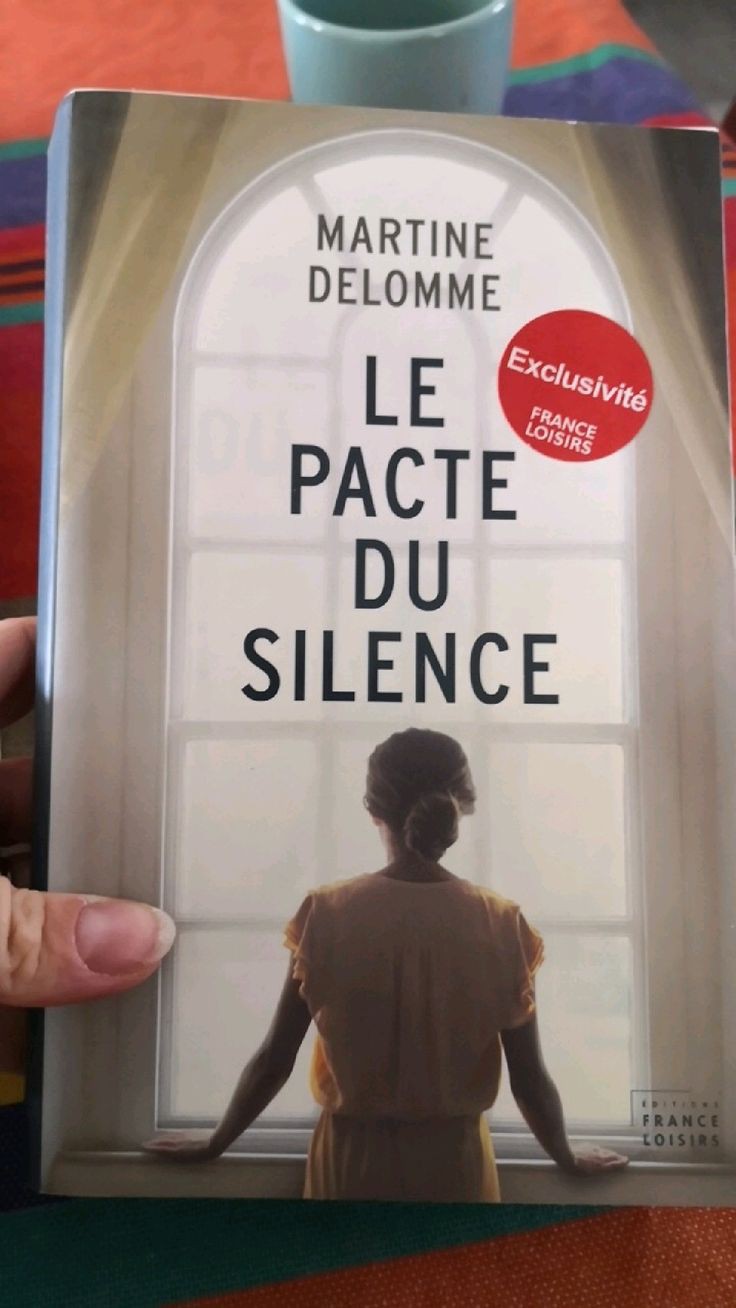 MARTINE
DELOMME
LE
PACTE
DU
SILENCE
Exclusivité
FRANCE
LOISIRS
ÉDITIONS
FRANCE
LOISIRS